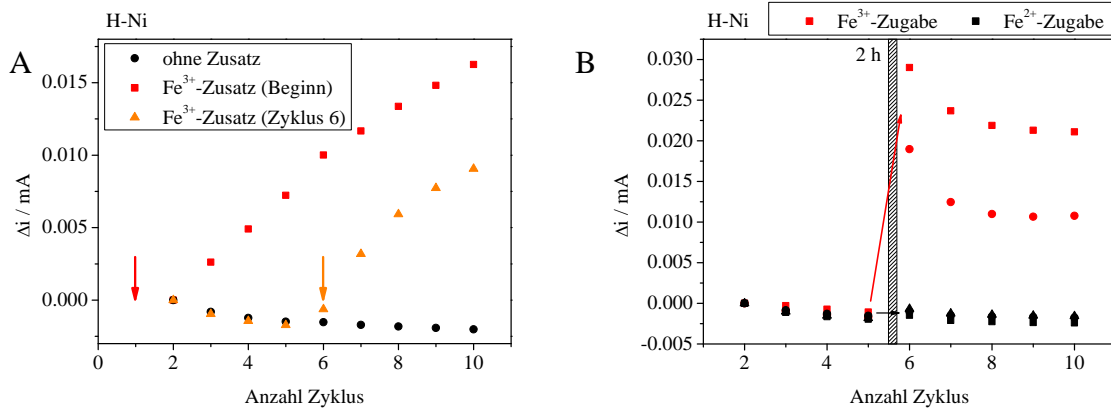 H-Ni
A
ohne Zusatz
Fe³⁺-Zusatz (Beginn)
Fe³⁺-Zusatz (Zyklus 6)
0.015
0.010
0.005
0.000
Δi / mA
0 2 4 6 8 10
Anzahl Zyklus
H-Ni
Fe³⁺-Zugabe Fe²⁺-Zugabe
B
2 h
0.030
0.025
0.020
0.015
0.010
0.005
0.000
-0.005
Δi / mA
2 4 6 8 10
Anzahl Zyklus